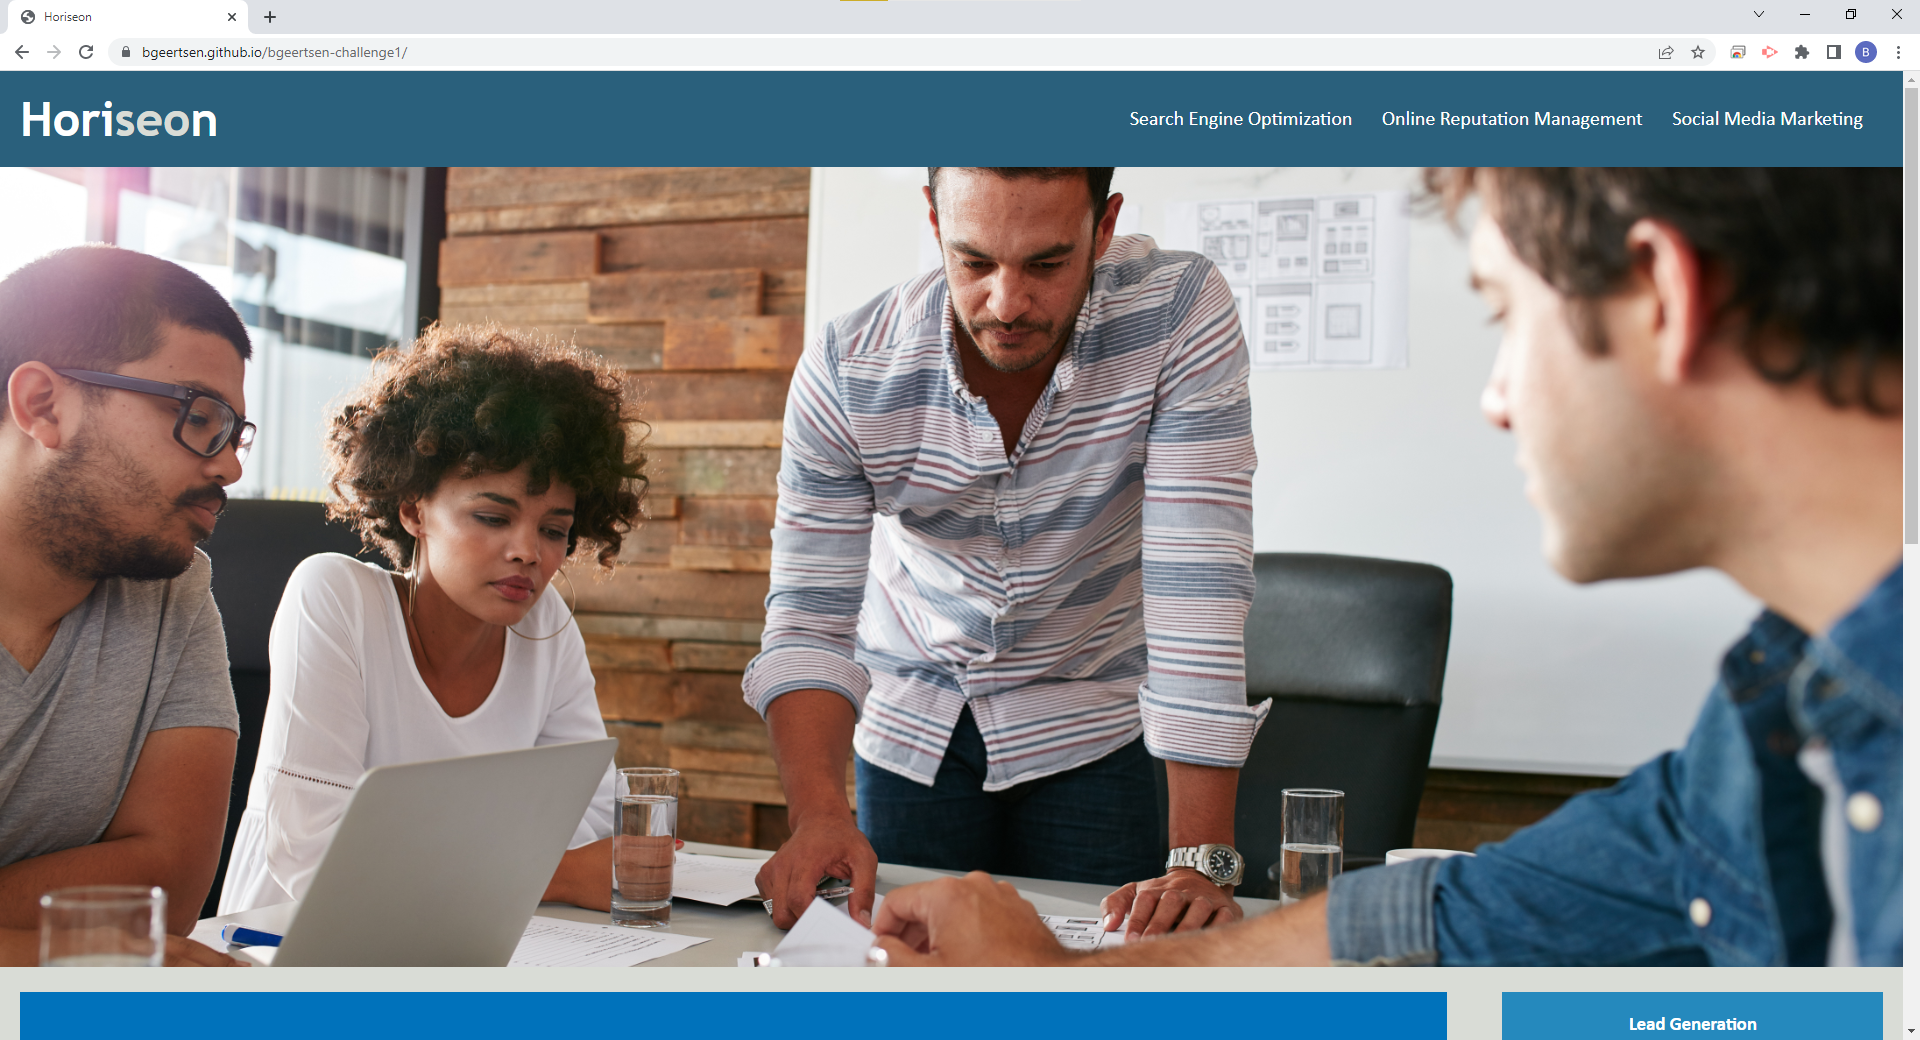 Horiseon
bgeertsen.github.io/bgeertsen-challenge1/
B
Horiseon
Search Engine Optimization Online Reputation Management Social Media Marketing
Lead Generation